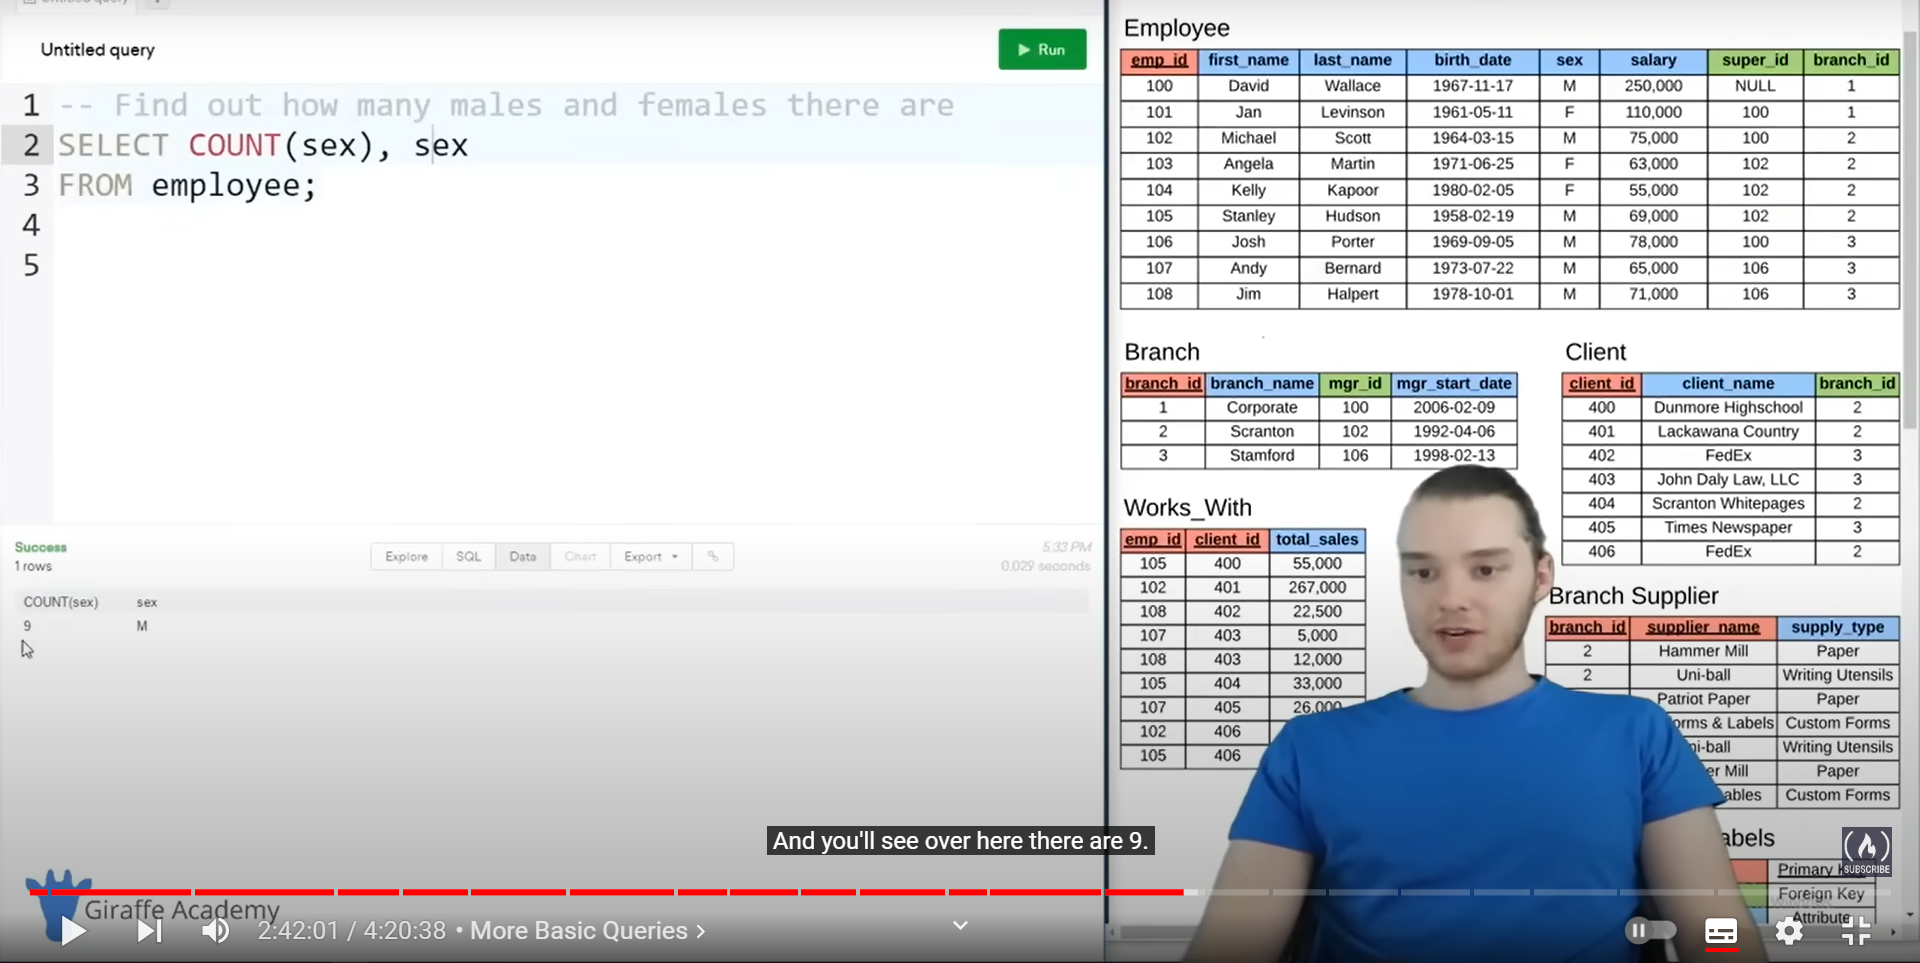 Untitled query
Untitled query
Run
1 -- Find out how many males and females there are
2 SELECT COUNT(sex), sex
3 FROM employee;
4
5
Success
1 rows
Explore SQL Data Chart Export
5:33 PM
0.029 seconds
COUNT(sex) sex
9 M
Employee
emp_id first_name last_name birth_date sex salary super_id branch_id
100 David Wallace 1967-11-17 M 250,000 NULL 1
101 Jan Levinson 1961-05-11 F 110,000 100 1
102 Michael Scott 1964-03-15 M 75,000 100 2
103 Angela Martin 1971-06-25 F 63,000 102 2
104 Kelly Kapoor 1980-02-05 F 55,000 102 2
105 Stanley Hudson 1958-02-19 M 69,000 102 2
106 Josh Porter 1969-09-05 M 78,000 100 3
107 Andy Bernard 1973-07-22 M 65,000 106 3
108 Jim Halpert 1978-10-01 M 71,000 106 3
Branch
branch_id branch_name mgr_id mgr_start_date
1 Corporate 100 2006-02-09
2 Scranton 102 1992-04-06
3 Stamford 106 1998-02-13
Client
client_id client_name branch_id
400 Dunmore Highschool 2
401 Lackawana Country 2
402 FedEx 3
403 John Daly Law, LLC 3
404 Scranton Whitepages 2
405 Times Newspaper 3
406 FedEx 2
Works_With
emp_id client_id total_sales
105 400 55,000
102 401 267,000
108 402 22,500
107 403 5,000
108 403 12,000
105 404 33,000
107 405 26,000
102 406
105 406
Branch Supplier
branch_id supplier_name supply_type
2 Hammer Mill Paper
2 Uni-ball Writing Utensils
Patriot Paper Paper
orms & Labels Custom Forms
ni-ball Writing Utensils
er Mill Paper
ables Custom Forms
abels
Primary
Foreign Key
Attribute
SUBSCRIBE
And you'll see over here there are 9.
Giraffe Academy
2:42:01 / 4:20:38 • More Basic Queries >